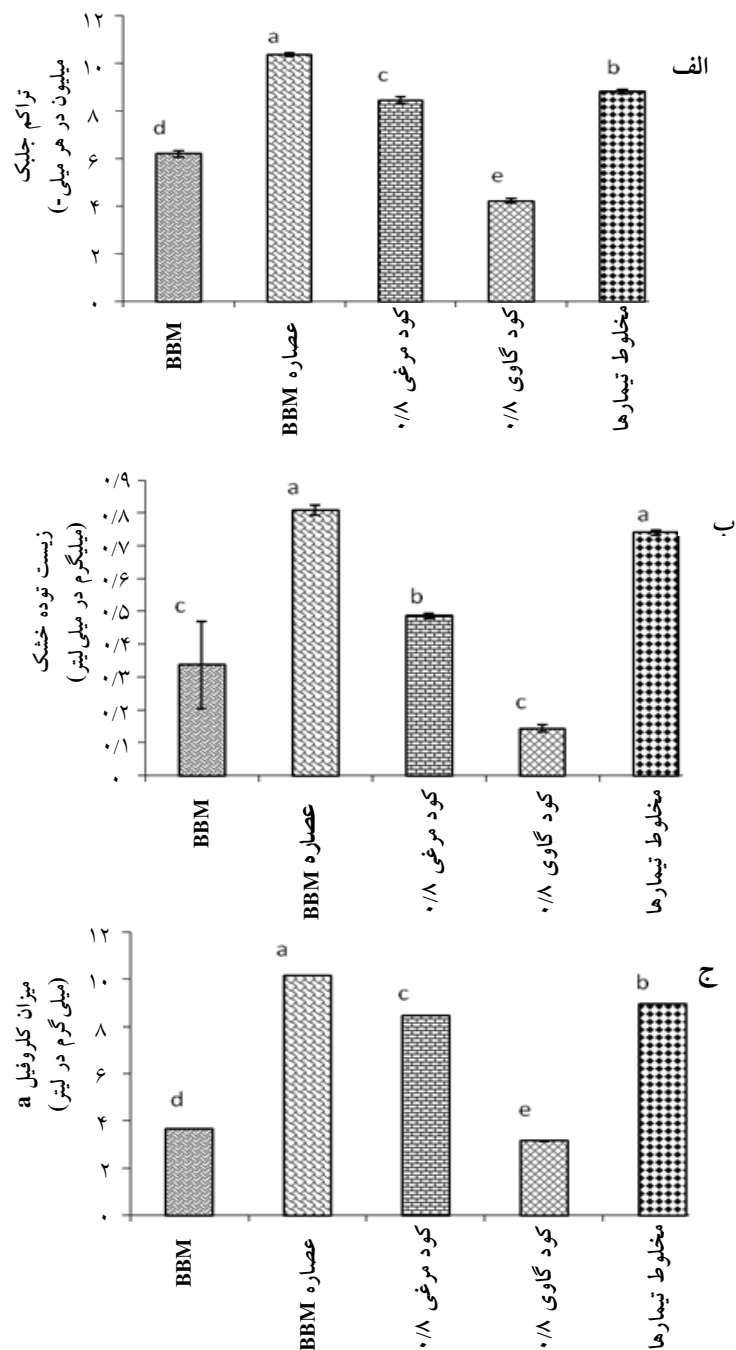 الف
تراکم جلبک
(میلیون در هر میلی-
۱۲
۱۰
۸
۶
۴
۲
۰
d
a
c
e
b
BBM
عصاره BBM
کود مرغی ۰/۸
کود گاوی ۰/۸
مخلوط تیمارها
ب
زیست توده خشک
(میلیگرم در میلی‌لیتر)
۰/۹
۰/۸
۰/۷
۰/۶
۰/۵
۰/۴
۰/۳
۰/۲
۰/۱
۰
c
a
b
c
a
BBM
عصاره BBM
کود مرغی ۰/۸
کود گاوی ۰/۸
مخلوط تیمارها
ج
میزان کلروفیل a
(میلی‌گرم در لیتر)
۱۲
۱۰
۸
۶
۴
۲
۰
d
a
c
e
b
BBM
عصاره BBM
کود مرغی ۰/۸
کود گاوی ۰/۸
مخلوط تیمارها